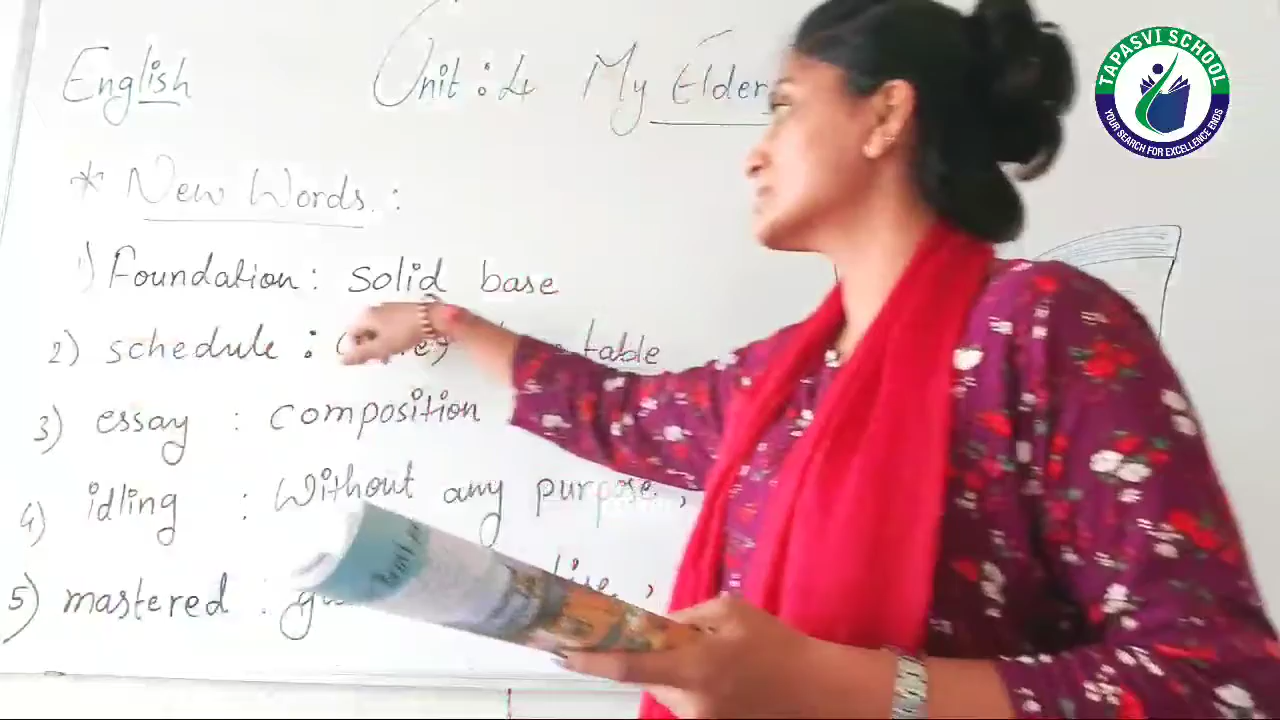 English
Unit : 4 My Elder
* New Words :
1) Foundation : solid base
2) schedule : table
3) essay : composition
4) idling : Without any purpose,
5) mastered :
TAPASVI SCHOOL
YOUR SEARCH FOR EXCELLENCE ENDS